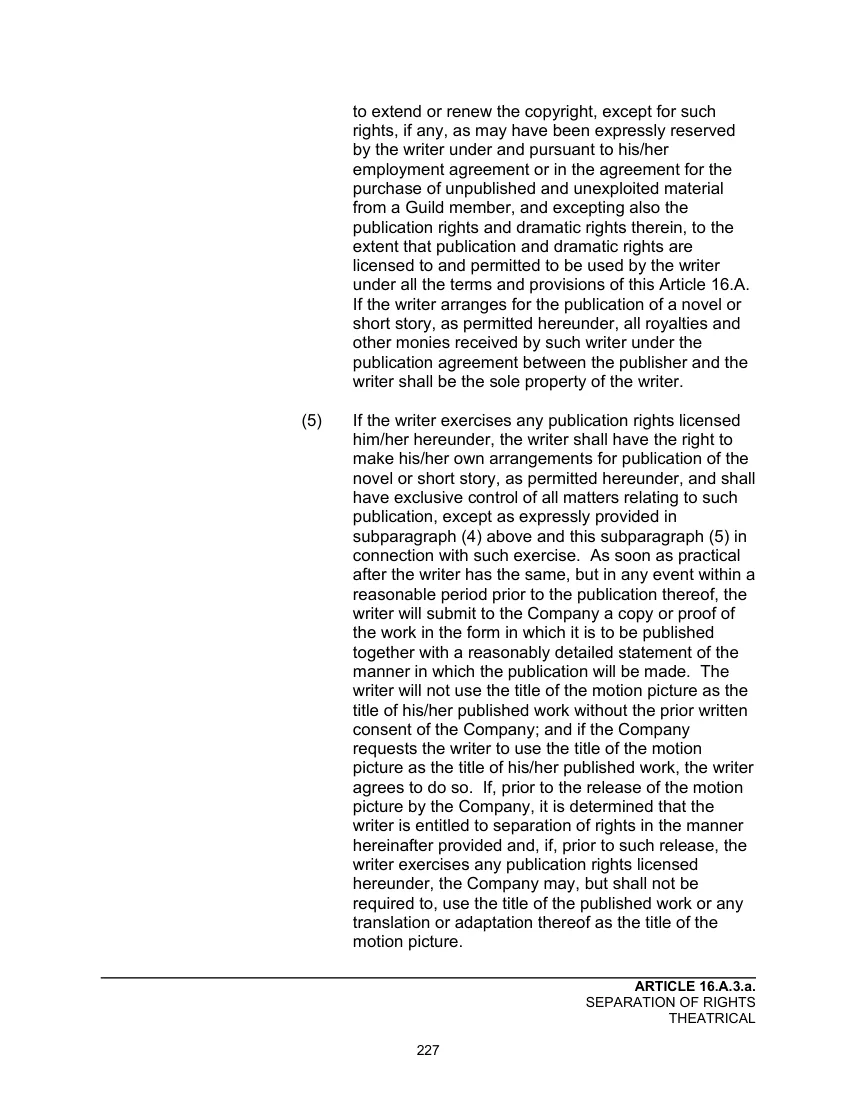 to extend or renew the copyright, except for such
rights, if any, as may have been expressly reserved
by the writer under and pursuant to his/her
employment agreement or in the agreement for the
purchase of unpublished and unexploited material
from a Guild member, and excepting also the
publication rights and dramatic rights therein, to the
extent that publication and dramatic rights are
licensed to and permitted to be used by the writer
under all the terms and provisions of this Article 16.A.
If the writer arranges for the publication of a novel or
short story, as permitted hereunder, all royalties and
other monies received by such writer under the
publication agreement between the publisher and the
writer shall be the sole property of the writer.
(5) If the writer exercises any publication rights licensed
him/her hereunder, the writer shall have the right to
make his/her own arrangements for publication of the
novel or short story, as permitted hereunder, and shall
have exclusive control of all matters relating to such
publication, except as expressly provided in
subparagraph (4) above and this subparagraph (5) in
connection with such exercise.  As soon as practical
after the writer has the same, but in any event within a
reasonable period prior to the publication thereof, the
writer will submit to the Company a copy or proof of
the work in the form in which it is to be published
together with a reasonably detailed statement of the
manner in which the publication will be made.  The
writer will not use the title of the motion picture as the
title of his/her published work without the prior written
consent of the Company; and if the Company
requests the writer to use the title of the motion
picture as the title of his/her published work, the writer
agrees to do so.  If, prior to the release of the motion
picture by the Company, it is determined that the
writer is entitled to separation of rights in the manner
hereinafter provided and, if, prior to such release, the
writer exercises any publication rights licensed
hereunder, the Company may, but shall not be
required to, use the title of the published work or any
translation or adaptation thereof as the title of the
motion picture.
ARTICLE 16.A.3.a.
SEPARATION OF RIGHTS
THEATRICAL
227